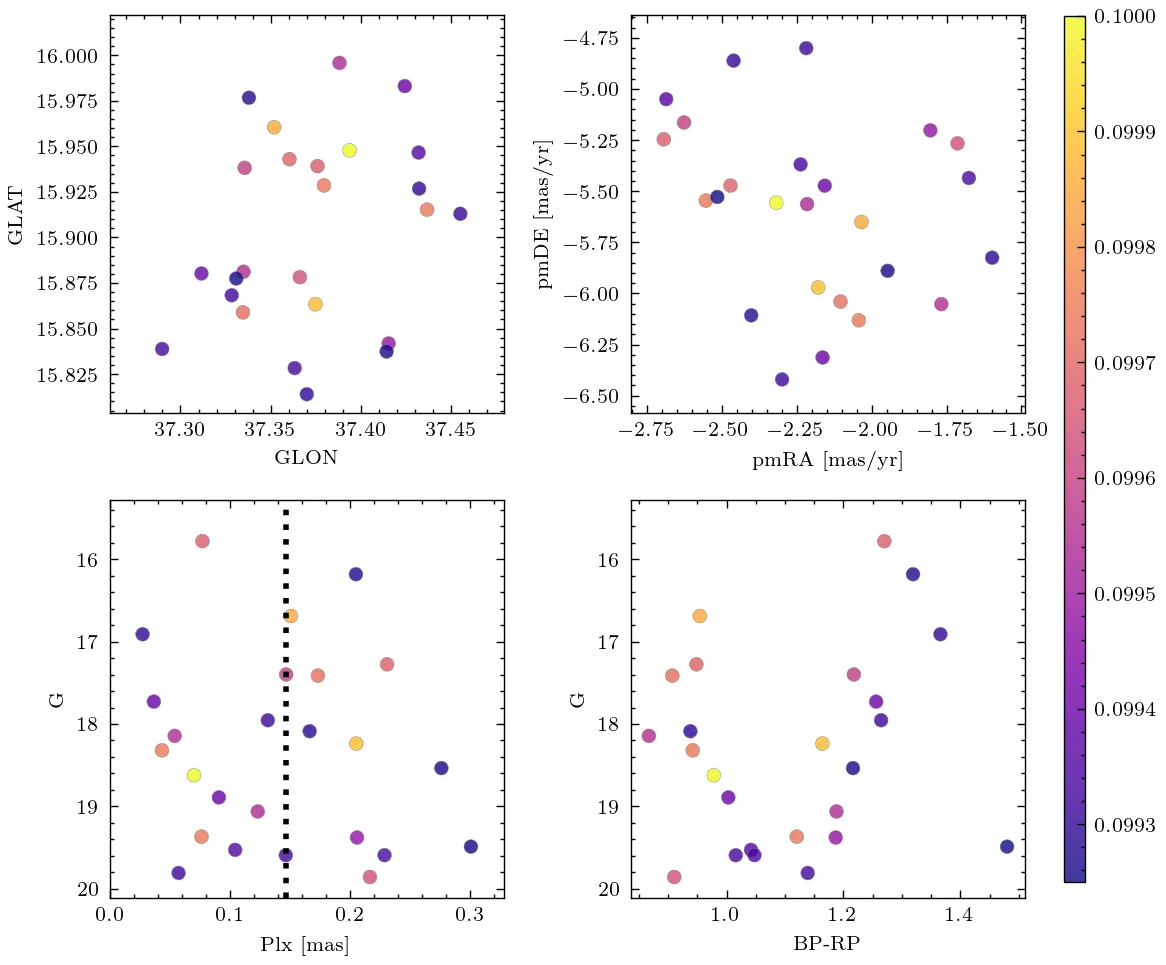 16.000
15.975
15.950
15.925
15.900
15.875
15.850
15.825
GLAT
37.30 37.35 37.40 37.45
GLON
−4.75
−5.00
−5.25
−5.50
−5.75
−6.00
−6.25
−6.50
pmDE [mas/yr]
−2.75 −2.50 −2.25 −2.00 −1.75 −1.50
pmRA [mas/yr]
16
17
18
19
20
G
0.0 0.1 0.2 0.3
Plx [mas]
16
17
18
19
20
G
1.0 1.2 1.4
BP-RP
0.1000
0.0999
0.0998
0.0997
0.0996
0.0995
0.0994
0.0993